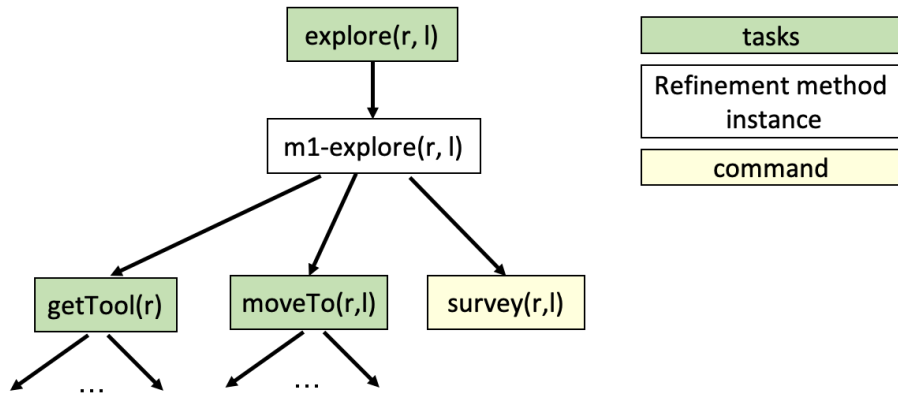 explore(r, l)
tasks
Refinement method
instance
m1-explore(r, l)
command
getTool(r)
moveTo(r,l)
survey(r,l)
...
...